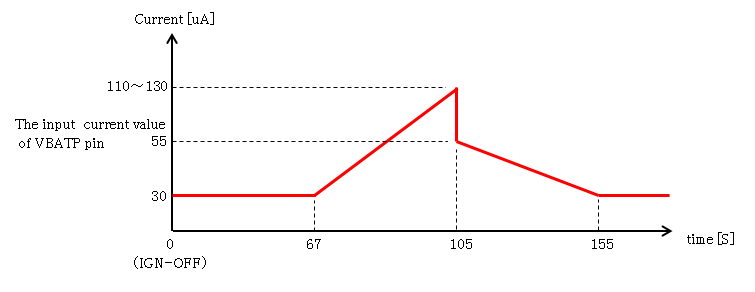 Current [uA]
110～130
The input current value
of VBATP pin
55
30
0
67
105
155
time [S]
(IGN-OFF)